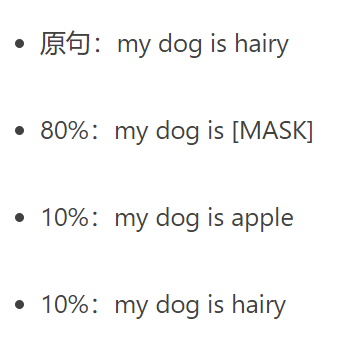 原句：my dog is hairy
80%：my dog is [MASK]
10%：my dog is apple
10%：my dog is hairy